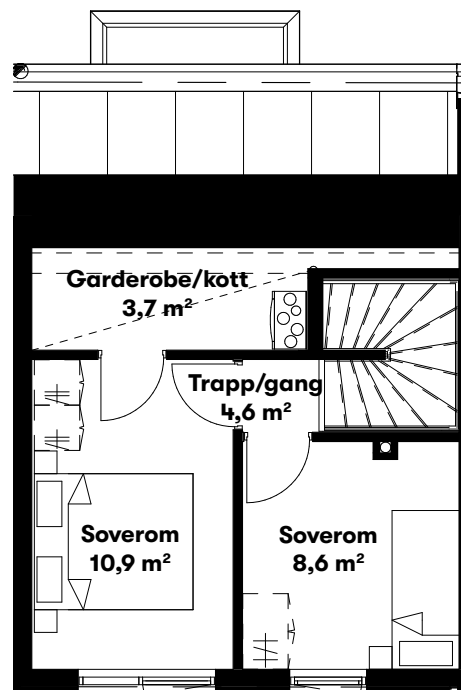 Garderobe/kott
3,7 m²
Trapp/gang
4,6 m²
Soverom
10,9 m²
Soverom
8,6 m²